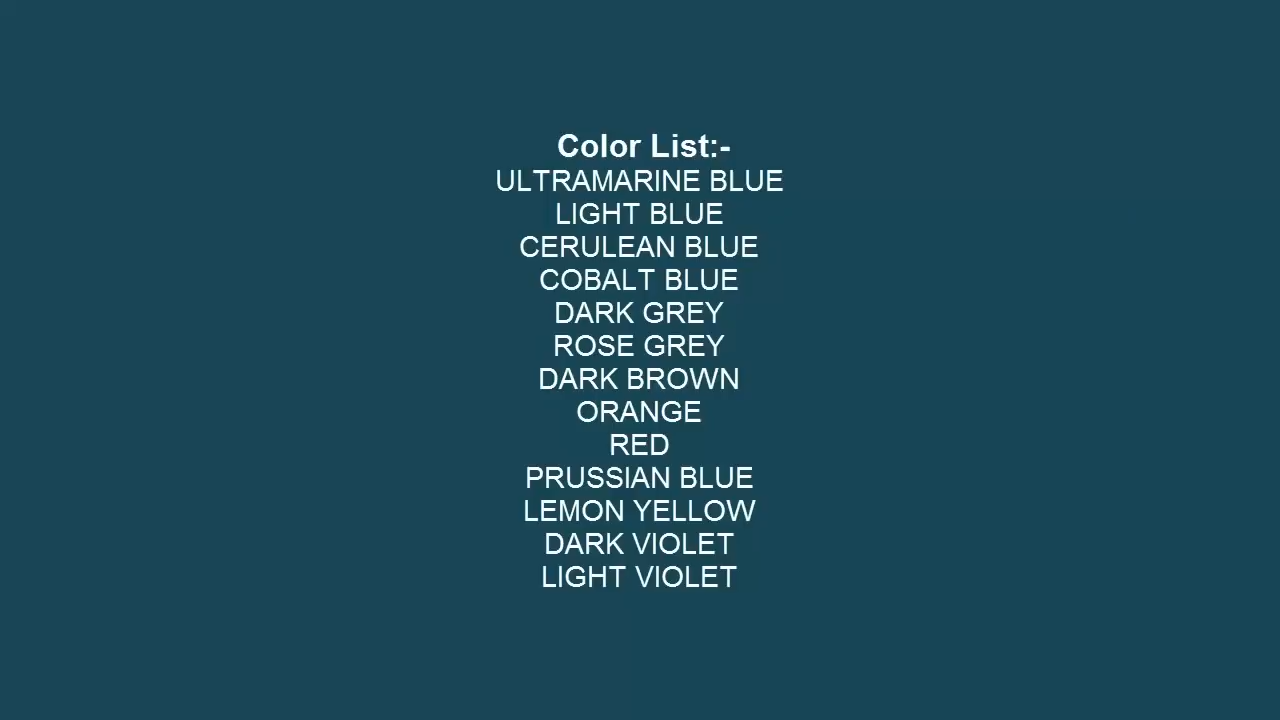 Color List:-
ULTRAMARINE BLUE
LIGHT BLUE
CERULEAN BLUE
COBALT BLUE
DARK GREY
ROSE GREY
DARK BROWN
ORANGE
RED
PRUSSIAN BLUE
LEMON YELLOW
DARK VIOLET
LIGHT VIOLET